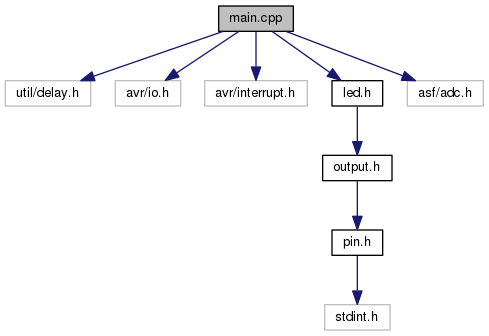 main.cpp
util/delay.h
avr/io.h
avr/interrupt.h
led.h
asf/adc.h
output.h
pin.h
stdint.h